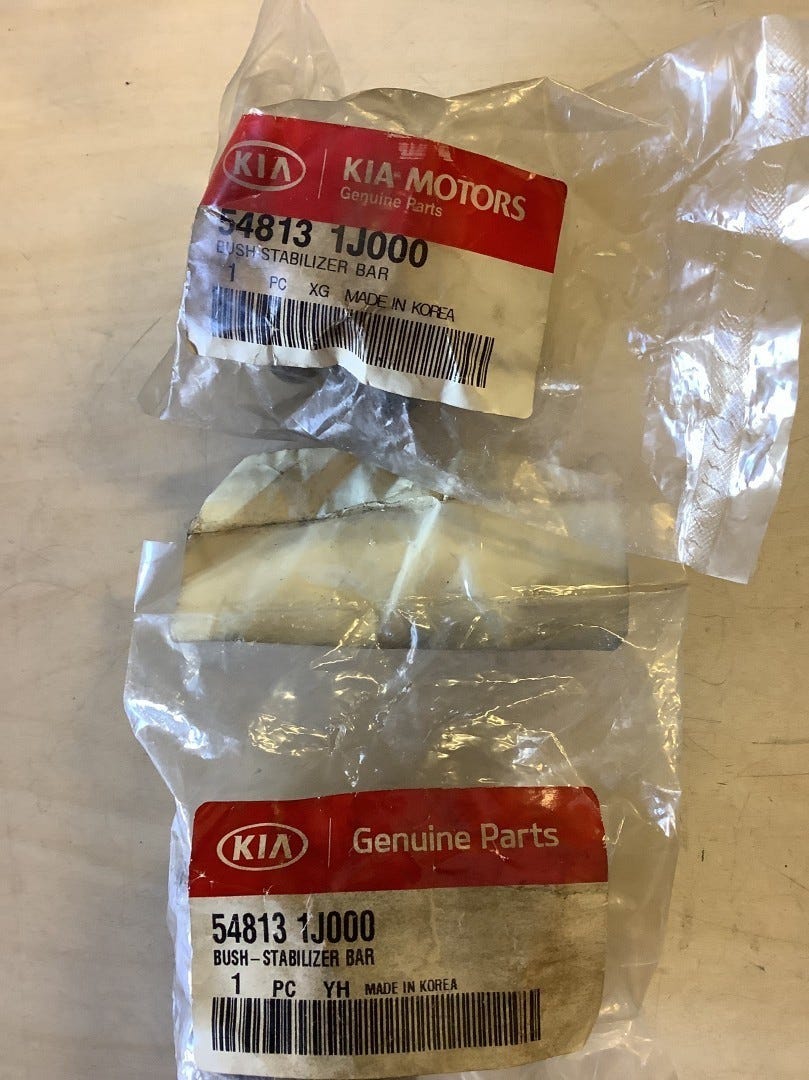 KIA
KIA MOTORS
Genuine Parts
54813 1J000
BUSH-STABILIZER BAR
1 PC XG MADE IN KOREA
KIA
Genuine Parts
54813 1J000
BUSH-STABILIZER BAR
1 PC YH MADE IN KOREA